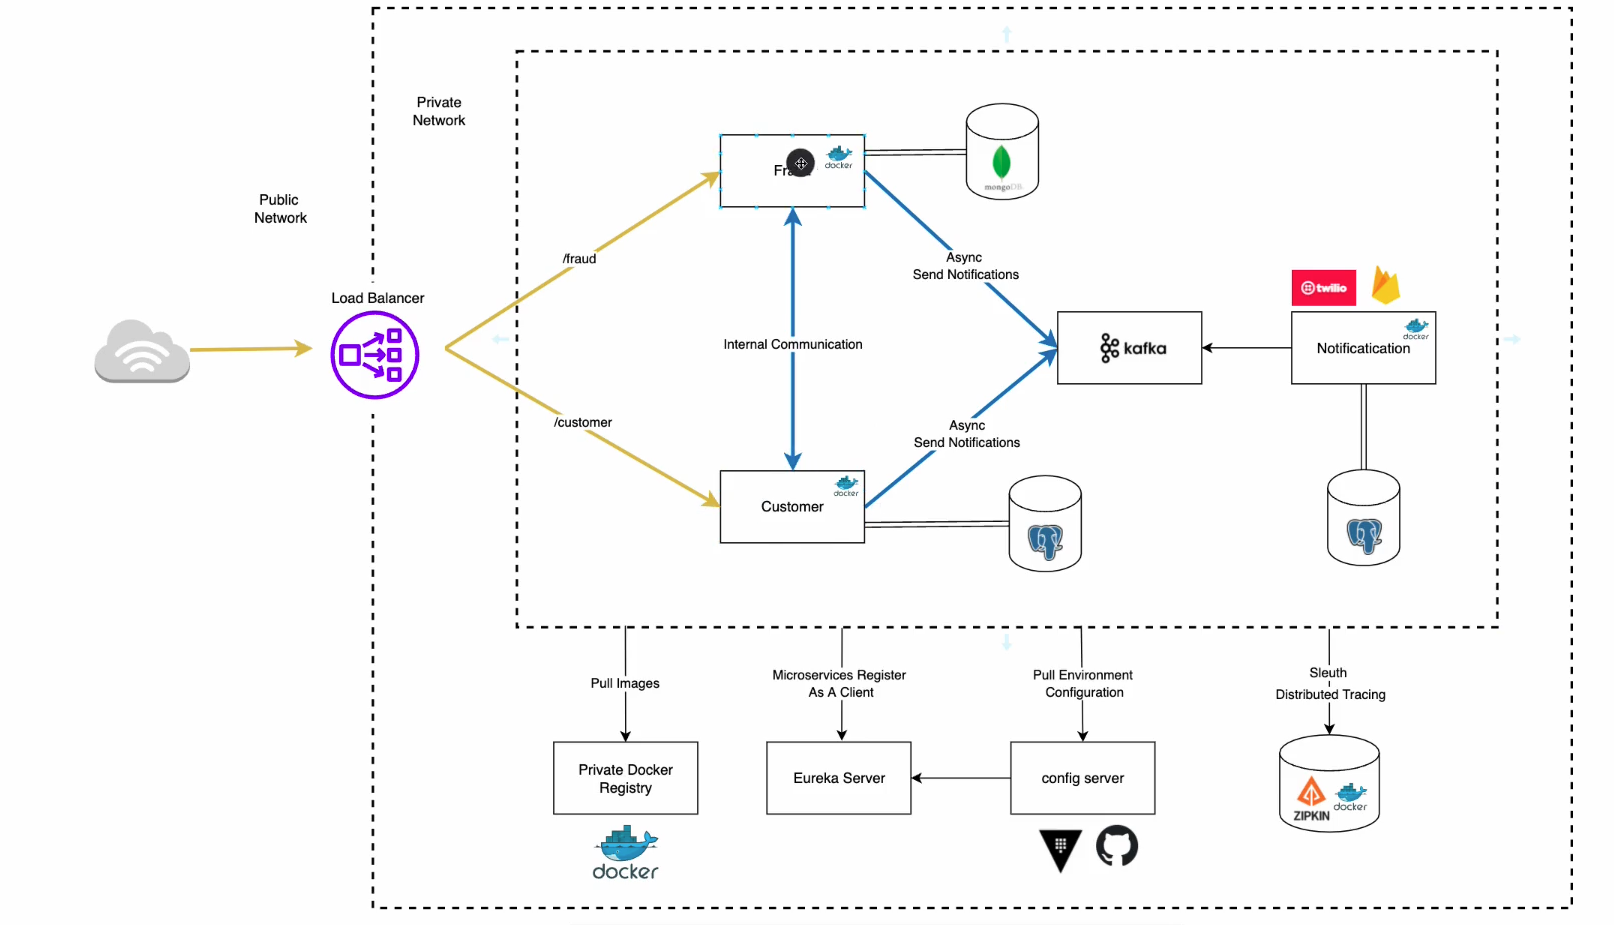 Private
Network
Public
Network
docker
mongoDB
/fraud
Async
Send Notifications
Load Balancer
twilio
docker
Internal Communication
kafka
Notificatication
/customer
Async
Send Notifications
docker
Customer
Pull Images
Microservices Register
As A Client
Pull Environment
Configuration
Sleuth
Distributed Tracing
Private Docker
Registry
Eureka Server
config server
ZIPKIN
docker
docker